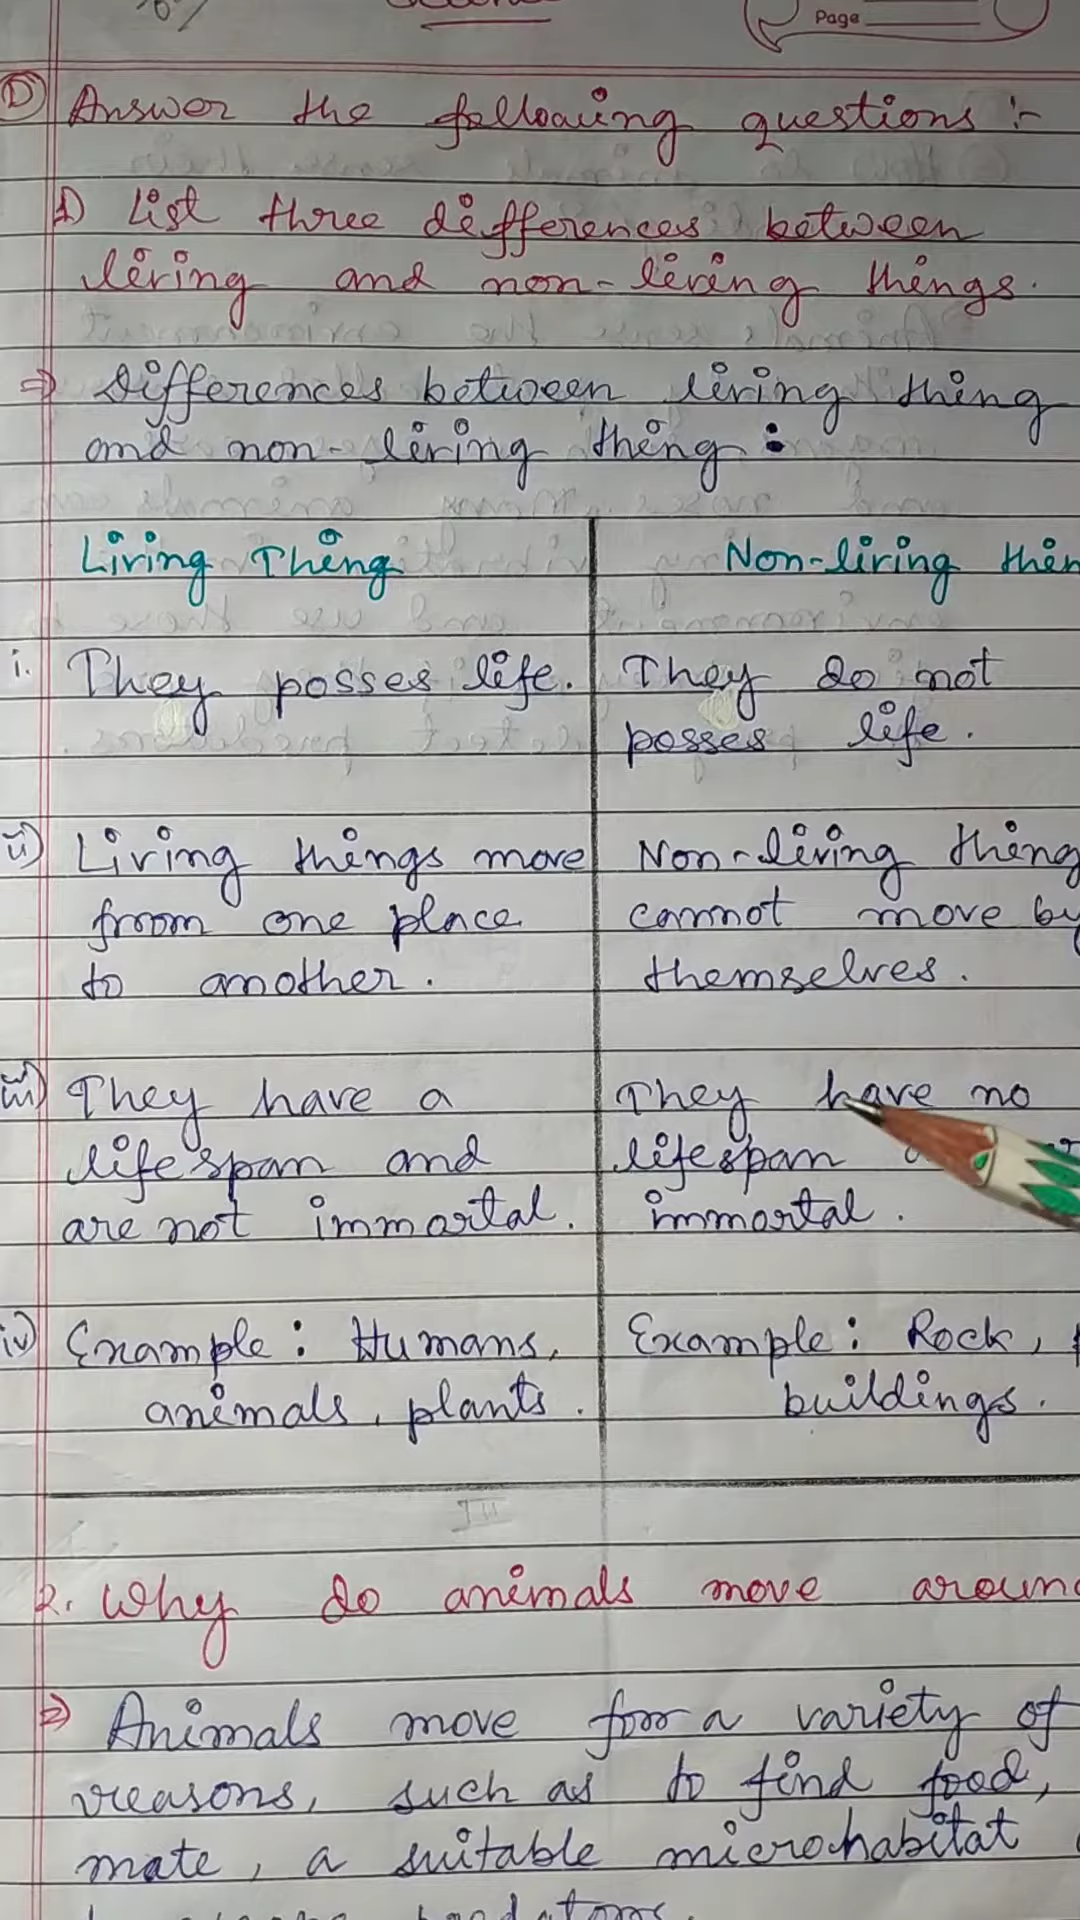 Page
D) Answer the following questions :-
1) List three differences between
living and non-living things.
⇒ Differences between living thing
and non-living thing :
Living Thing
Non-living thin
i. They posses life.
They do not
posses life.
ii) Living things move
from one place
to another.
Non-living thing
cannot move by
themselves.
iii) They have a
lifespan and
are not immortal.
They have no
lifespan
immortal.
iv) Example : Humans,
animals, plants.
Example : Rock,
buildings.
2. Why do animals move aroun
⇒ Animals move for a variety of
reasons, such as to find food,
mate, a suitable microhabitat